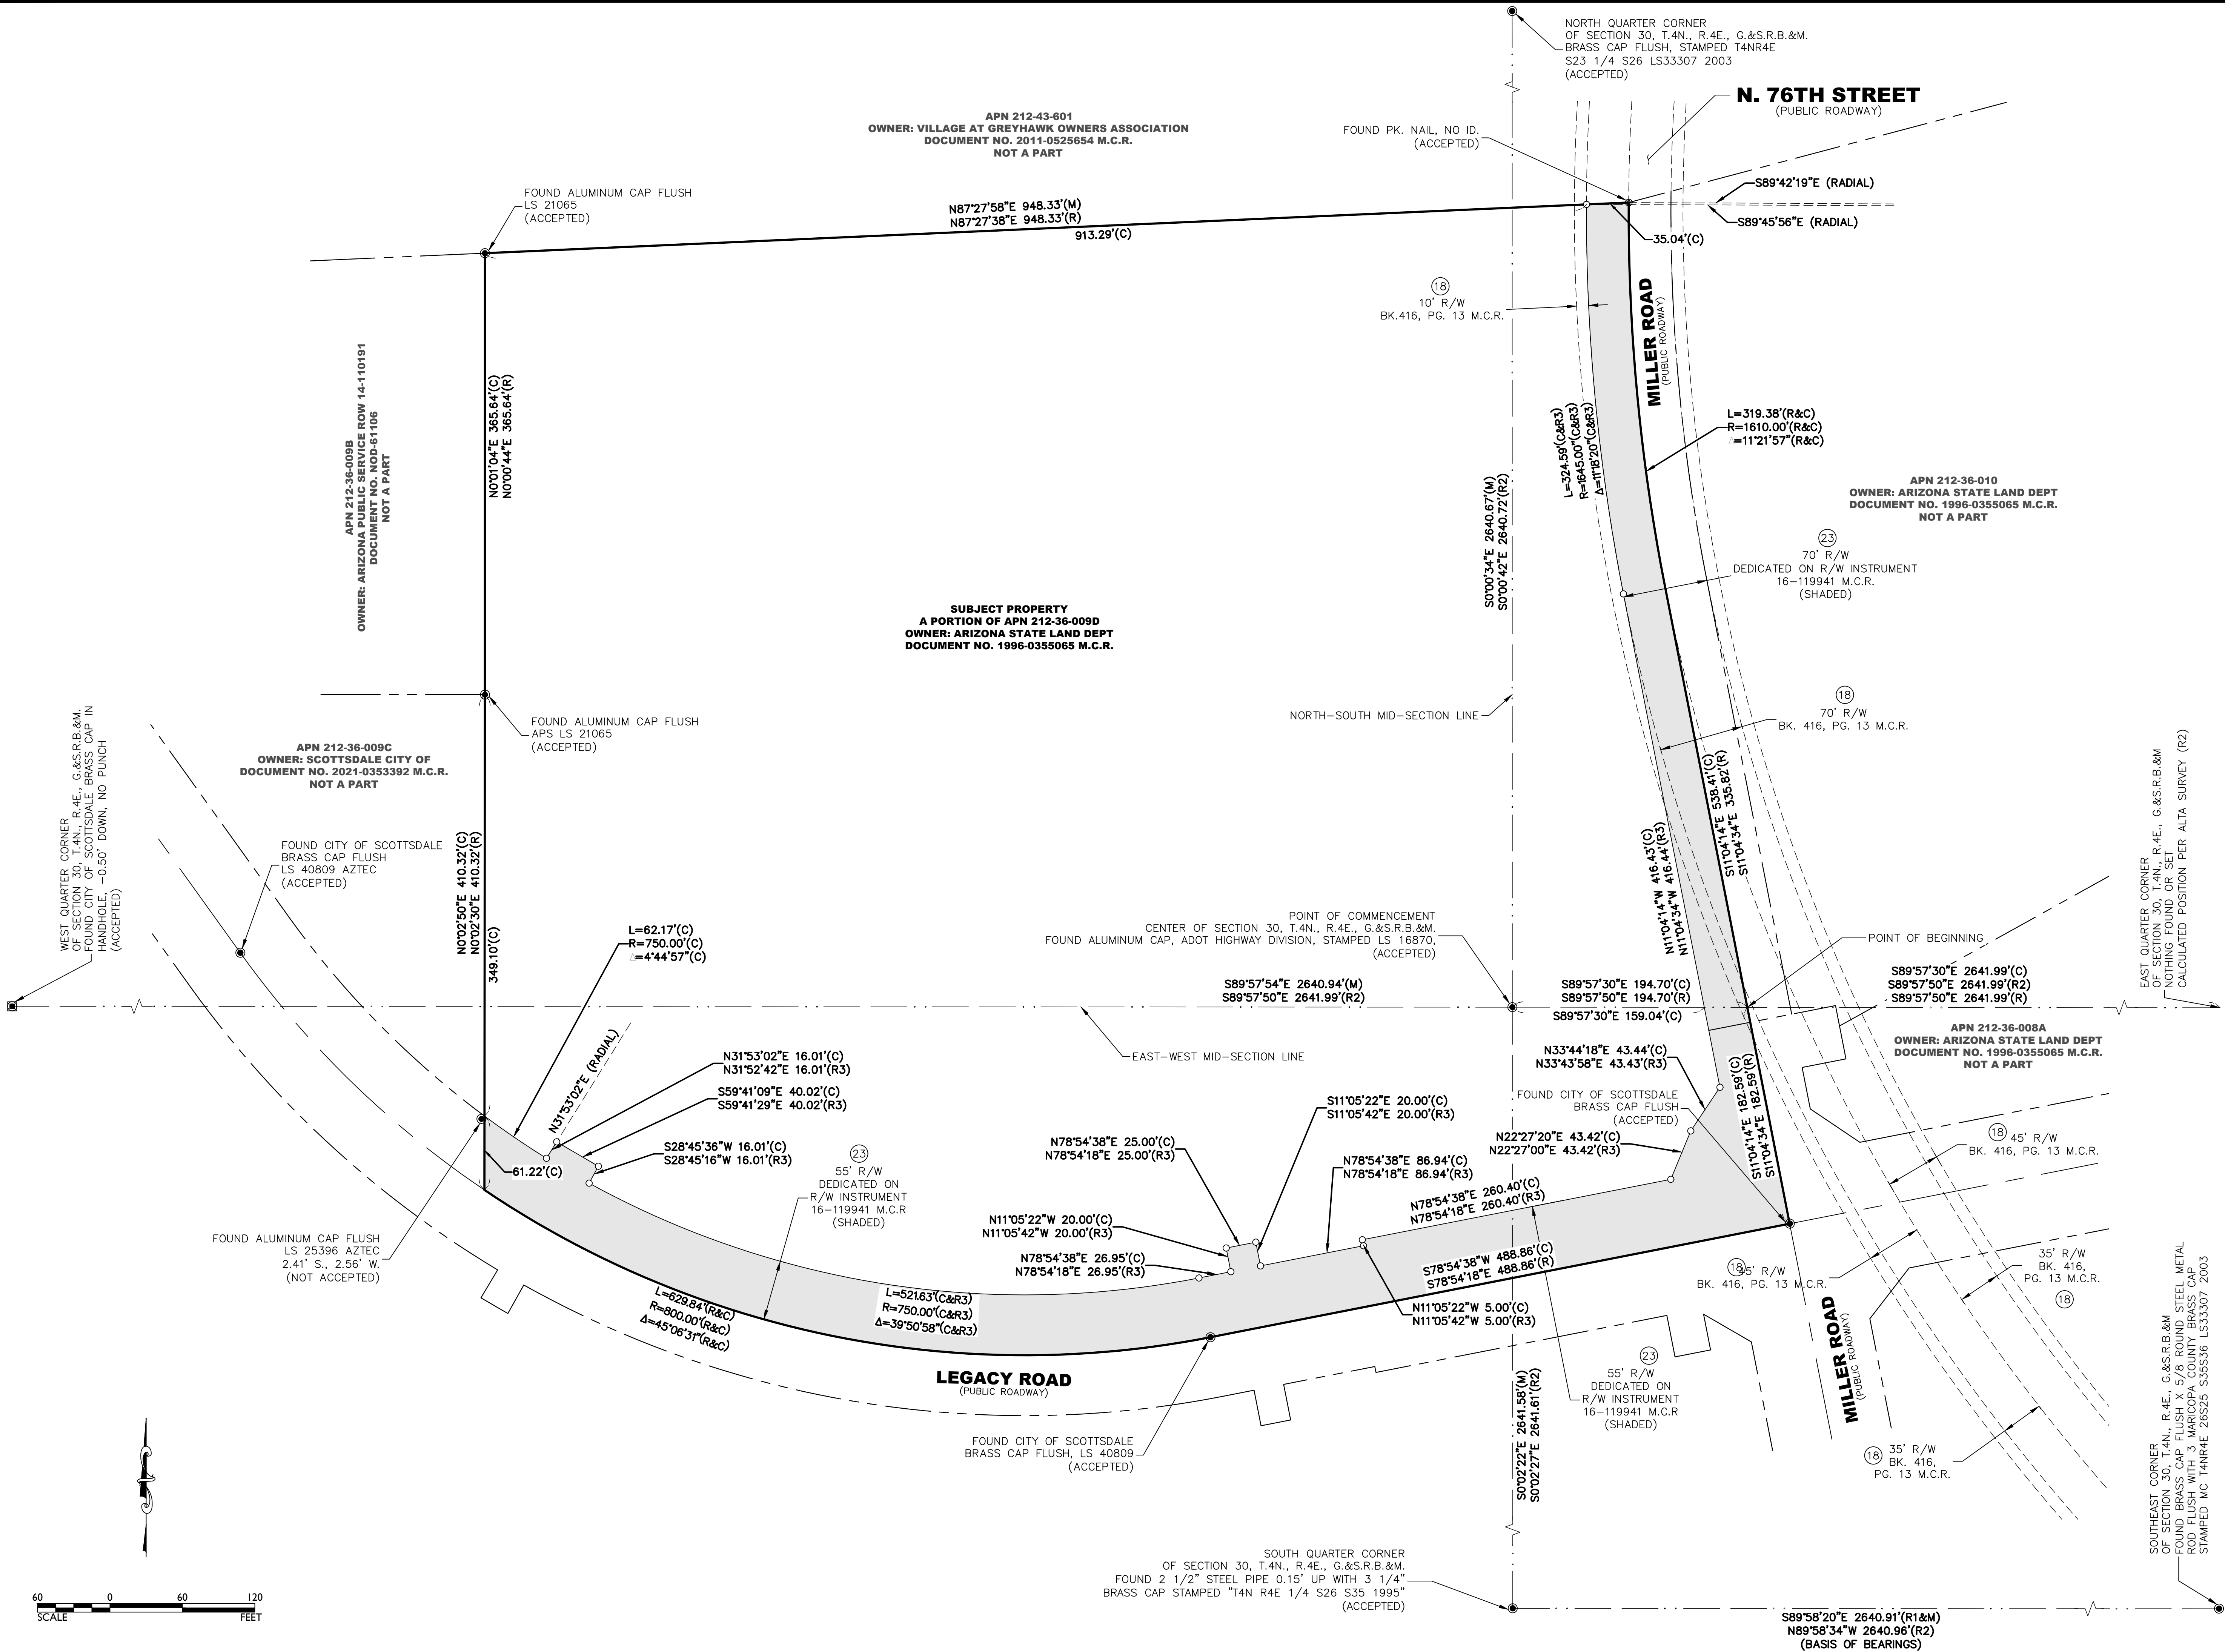 NORTH QUARTER CORNER
OF SECTION 30, T.4N., R.4E., G.&S.R.B.&M.
BRASS CAP FLUSH, STAMPED T4NR4E
S23 1/4 S26 LS33307 2003
(ACCEPTED)
N. 76TH STREET
(PUBLIC ROADWAY)
APN 212-43-601
OWNER: VILLAGE AT GREYHAWK OWNERS ASSOCIATION
DOCUMENT NO. 2011-0525654 M.C.R.
NOT A PART
FOUND PK. NAIL, NO ID.
(ACCEPTED)
FOUND ALUMINUM CAP FLUSH
LS 21065
(ACCEPTED)
N87°27'58"E 948.33'(M)
N87°27'38"E 948.33'(R)
913.29'(C)
S89°42'19"E (RADIAL)
S89°45'56"E (RADIAL)
35.04'(C)
18
10' R/W
BK.416, PG. 13 M.C.R.
MILLER ROAD
(PUBLIC ROADWAY)
APN 212-36-009B
OWNER: ARIZONA PUBLIC SERVICE ROW 14-110191
DOCUMENT NO. NOD-61106
NOT A PART
N0°01'04"E 365.64'(C)
N0°00'44"E 365.64'(R)
L=324.59'(C&R3)
R=1645.00"(C&R3)
Δ=11°18'20"(C&R3)
L=319.38'(R&C)
R=1610.00'(R&C)
Δ=11°21'57"(R&C)
S0°00'34"E 2640.67'(M)
S0°00'42"E 2640.72'(R2)
APN 212-36-010
OWNER: ARIZONA STATE LAND DEPT
DOCUMENT NO. 1996-0355065 M.C.R.
NOT A PART
23
70' R/W
DEDICATED ON R/W INSTRUMENT
16-119941 M.C.R.
(SHADED)
SUBJECT PROPERTY
A PORTION OF APN 212-36-009D
OWNER: ARIZONA STATE LAND DEPT
DOCUMENT NO. 1996-0355065 M.C.R.
FOUND ALUMINUM CAP FLUSH
APS LS 21065
(ACCEPTED)
NORTH-SOUTH MID-SECTION LINE
18
70' R/W
BK. 416, PG. 13 M.C.R.
APN 212-36-009C
OWNER: SCOTTSDALE CITY OF
DOCUMENT NO. 2021-0353392 M.C.R.
NOT A PART
WEST QUARTER CORNER
OF SECTION 30, T.4N., R.4E., G.&S.R.B.&M.
FOUND CITY OF SCOTTSDALE BRASS CAP IN
HANDHOLE, -0.50' DOWN, NO PUNCH
(ACCEPTED)
FOUND CITY OF SCOTTSDALE
BRASS CAP FLUSH
LS 40809 AZTEC
(ACCEPTED)
N0°02'50"E 410.32'(C)
N0°02'30"E 410.32'(R)
349.10'(C)
S11°04'14"E 538.41'(C)
S11°04'34"E 335.82'(R)
N11°04'14"W 416.43'(C)
N11°04'34"W 416.44'(R3)
EAST QUARTER CORNER
OF SECTION 30, T.4N., R.4E., G.&S.R.B.&M
NOTHING FOUND OR SET
CALCULATED POSITION PER ALTA SURVEY (R2)
L=62.17'(C)
R=750.00'(C)
Δ=4°44'57"(C)
POINT OF COMMENCEMENT
CENTER OF SECTION 30, T.4N., R.4E., G.&S.R.B.&M.
FOUND ALUMINUM CAP, ADOT HIGHWAY DIVISION, STAMPED LS 16870,
(ACCEPTED)
POINT OF BEGINNING
S89°57'54"E 2640.94'(M)
S89°57'50"E 2641.99'(R2)
S89°57'30"E 194.70'(C)
S89°57'50"E 194.70'(R)
S89°57'30"E 159.04'(C)
S89°57'30"E 2641.99'(C)
S89°57'50"E 2641.99'(R2)
S89°57'50"E 2641.99'(R)
APN 212-36-008A
OWNER: ARIZONA STATE LAND DEPT
DOCUMENT NO. 1996-0355065 M.C.R.
NOT A PART
EAST-WEST MID-SECTION LINE
N31°53'02"E (RADIAL)
N31°53'02"E 16.01'(C)
N31°52'42"E 16.01'(R3)
S59°41'09"E 40.02'(C)
S59°41'29"E 40.02'(R3)
S28°45'36"W 16.01'(C)
S28°45'16"W 16.01'(R3)
61.22'(C)
N33°44'18"E 43.44'(C)
N33°43'58"E 43.43'(R3)
FOUND CITY OF SCOTTSDALE
BRASS CAP FLUSH
(ACCEPTED)
N22°27'20"E 43.42'(C)
N22°27'00"E 43.42'(R3)
S11°04'14"E 182.59'(C)
S11°04'34"E 182.59'(R)
S11°05'22"E 20.00'(C)
S11°05'42"E 20.00'(R3)
N78°54'38"E 25.00'(C)
N78°54'18"E 25.00'(R3)
N78°54'38"E 86.94'(C)
N78°54'18"E 86.94'(R3)
N78°54'38"E 260.40'(C)
N78°54'18"E 260.40'(R3)
18
45' R/W
BK. 416, PG. 13 M.C.R.
23
55' R/W
DEDICATED ON
R/W INSTRUMENT
16-119941 M.C.R
(SHADED)
N11°05'22"W 20.00'(C)
N11°05'42"W 20.00'(R3)
N78°54'38"E 26.95'(C)
N78°54'18"E 26.95'(R3)
FOUND ALUMINUM CAP FLUSH
LS 25396 AZTEC
2.41' S., 2.56' W.
(NOT ACCEPTED)
L=629.84'(R&C)
R=800.00'(R&C)
Δ=45°06'31"(R&C)
L=521.63'(C&R3)
R=750.00'(C&R3)
Δ=39°50'58"(C&R3)
S78°54'38"W 488.86'(C)
S78°54'18"E 488.86'(R)
N11°05'22"W 5.00'(C)
N11°05'42"W 5.00'(R3)
18
45' R/W
BK. 416, PG. 13 M.C.R.
35' R/W
BK. 416,
PG. 13 M.C.R.
18
LEGACY ROAD
(PUBLIC ROADWAY)
MILLER ROAD
(PUBLIC ROADWAY)
23
55' R/W
DEDICATED ON
R/W INSTRUMENT
16-119941 M.C.R
(SHADED)
FOUND CITY OF SCOTTSDALE
BRASS CAP FLUSH, LS 40809
(ACCEPTED)
S0°02'22"E 2641.58'(M)
S0°02'27"E 2641.61'(R2)
18
35' R/W
BK. 416,
PG. 13 M.C.R.
SOUTHEAST CORNER
OF SECTION 30, T.4N., R.4E., G.&S.R.B.&M
FOUND BRASS CAP FLUSH X 5/8 ROUND STEEL METAL
ROD FLUSH WITH 3 MARICOPA COUNTY BRASS CAP
STAMPED MC T4NR4E 26S25 S35S36 LS33307 2003
SOUTH QUARTER CORNER
OF SECTION 30, T.4N., R.4E., G.&S.R.B.&M.
FOUND 2 1/2" STEEL PIPE 0.15' UP WITH 3 1/4"
BRASS CAP STAMPED "T4N R4E 1/4 S26 S35 1995"
(ACCEPTED)
60 0 60 120
SCALE FEET
S89°58'20"E 2640.91'(R1&M)
N89°58'34"W 2640.96'(R2)
(BASIS OF BEARINGS)